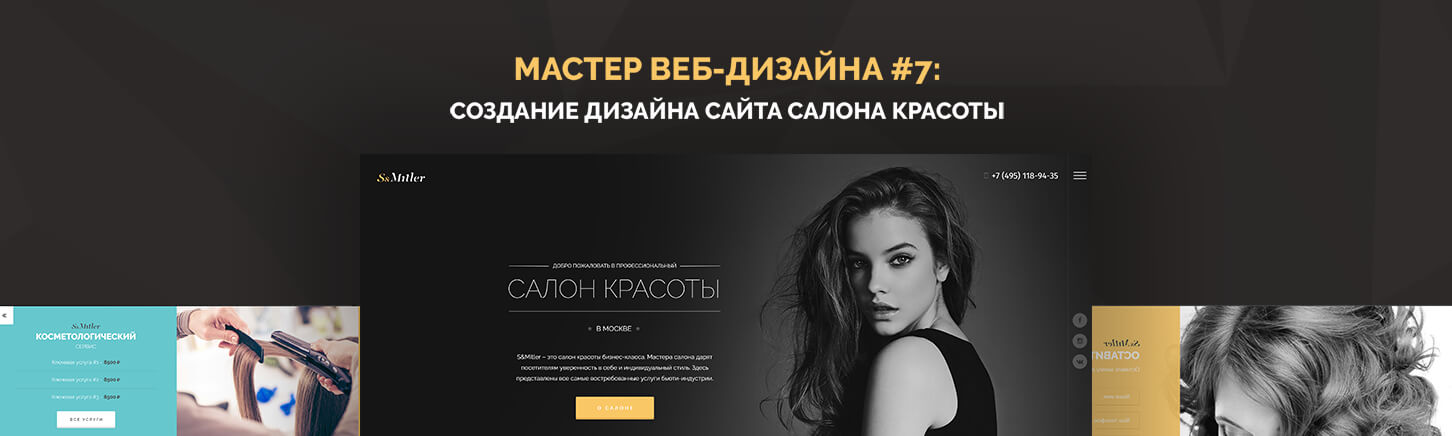 МАСТЕР ВЕБ-ДИЗАЙНА #7:
СОЗДАНИЕ ДИЗАЙНА САЙТА САЛОНА КРАСОТЫ
S&Mitler
+7 (495) 118-94-35
ДОБРО ПОЖАЛОВАТЬ В ПРОФЕССИОНАЛЬНЫЙ
САЛОН КРАСОТЫ
В МОСКВЕ
S&Mitler – это салон красоты бизнес-класса. Мастера салона дарят
посетителям уверенность в себе и индивидуальный стиль. Здесь
представлены все самые востребованные услуги бьюти-индустрии.
О САЛОНЕ
S&Mitler
КОСМЕТОЛОГИЧЕСКИЙ
СЕРВИС
Ключевая услуга #1 - 8500 ₽
Ключевая услуга #2 - 8500 ₽
Ключевая услуга #3 - 8500 ₽
ВСЕ УСЛУГИ
S&Mitler
ОСТАВИТ